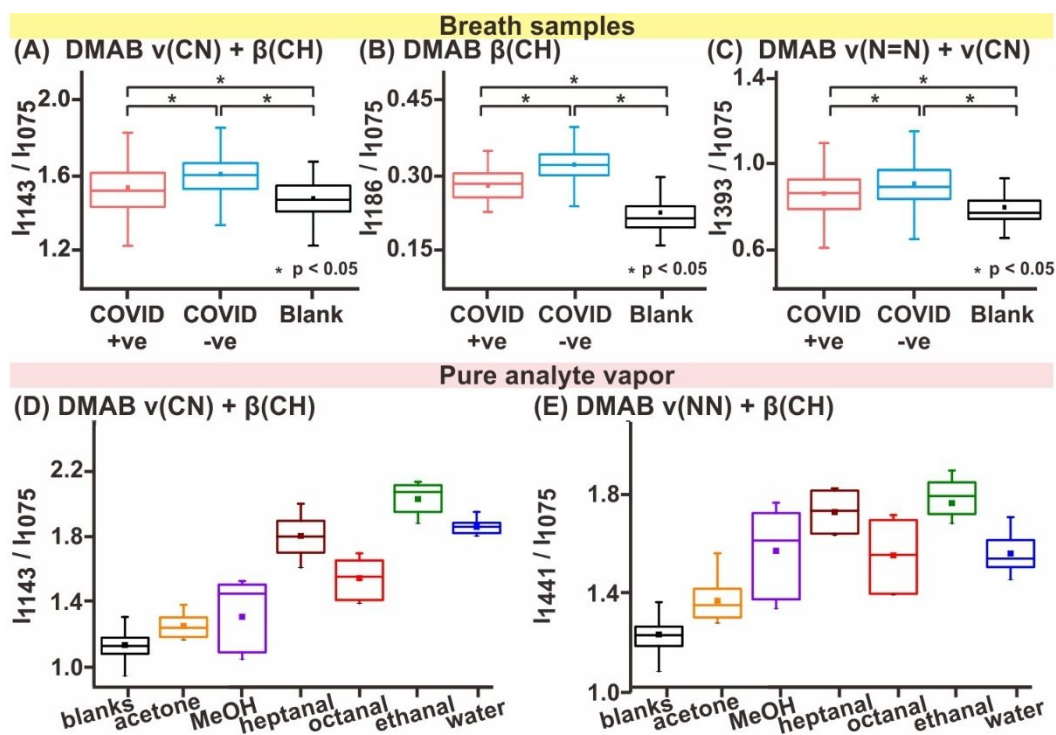 Breath samples
(A) DMAB ν(CN) + β(CH)
(B) DMAB β(CH)
(C) DMAB ν(N=N) + ν(CN)
I1143 / I1075
2.0
1.6
1.2
*
* *
* p < 0.05
COVID +ve
COVID -ve
Blank
I1186 / I1075
0.45
0.30
0.15
*
* *
* p < 0.05
COVID +ve
COVID -ve
Blank
I1393 / I1075
1.4
1.0
0.6
*
* *
* p < 0.05
COVID +ve
COVID -ve
Blank
Pure analyte vapor
(D) DMAB ν(CN) + β(CH)
I1143 / I1075
2.2
1.8
1.4
1.0
blanks
acetone
MeOH
heptanal
octanal
ethanal
water
(E) DMAB ν(NN) + β(CH)
I1441 / I1075
1.8
1.4
1.0
blanks
acetone
MeOH
heptanal
octanal
ethanal
water